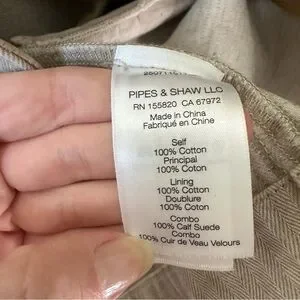 PIPES & SHAW LLC
RN 155820 CA 67972
Made in China
Fabriqué en Chine
Self
100% Cotton
Principal
100% Coton
Lining
100% Cotton
Doublure
100% Coton
Combo
100% Calf Suede
Combo
100% Cuir de Veau Velours